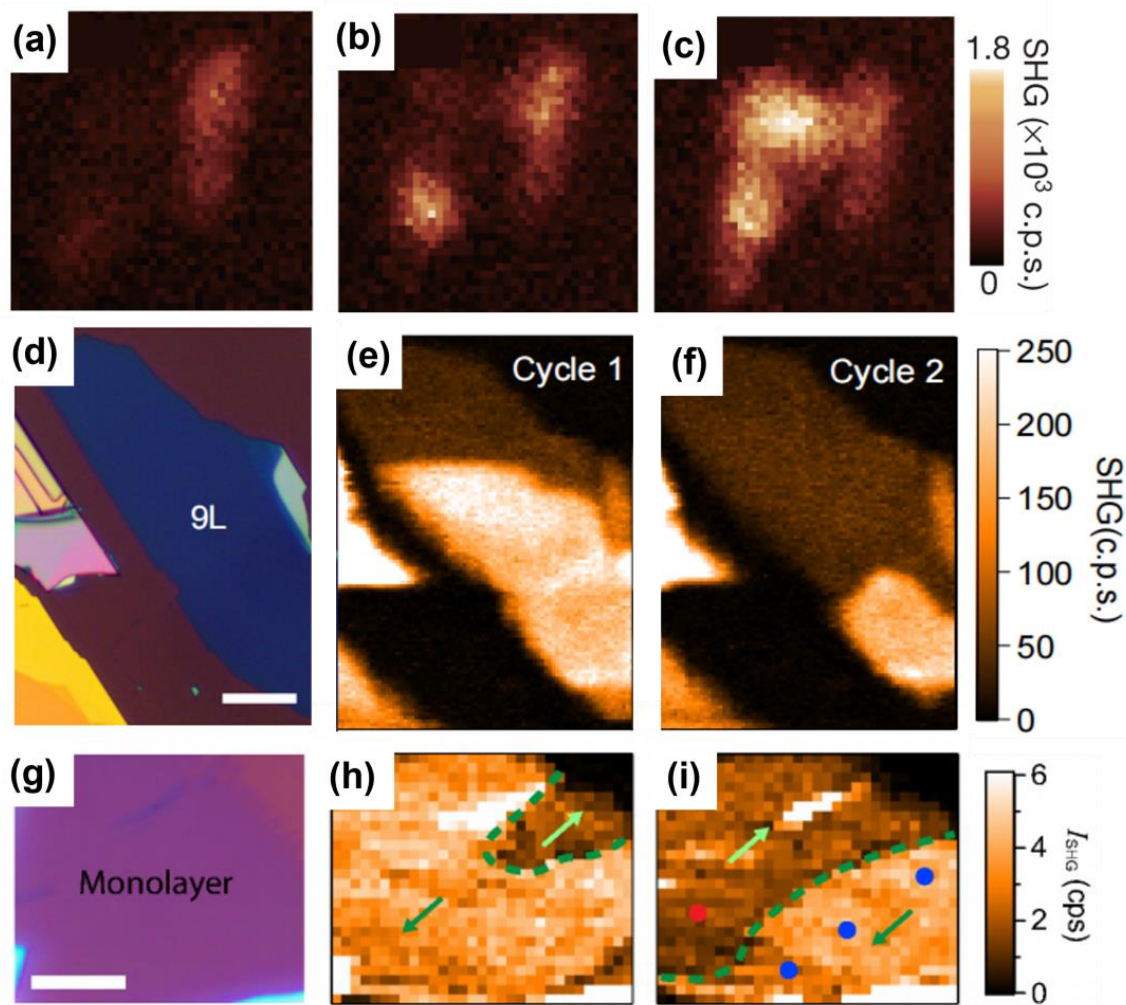 (a)
(b)
(c)
1.8
0
SHG (×10³ c.p.s.)
(d)
9L
(e)
Cycle 1
(f)
Cycle 2
250
200
150
100
50
0
SHG(c.p.s.)
(g)
Monolayer
(h)
(i)
6
4
2
0
I_SHG (cps)